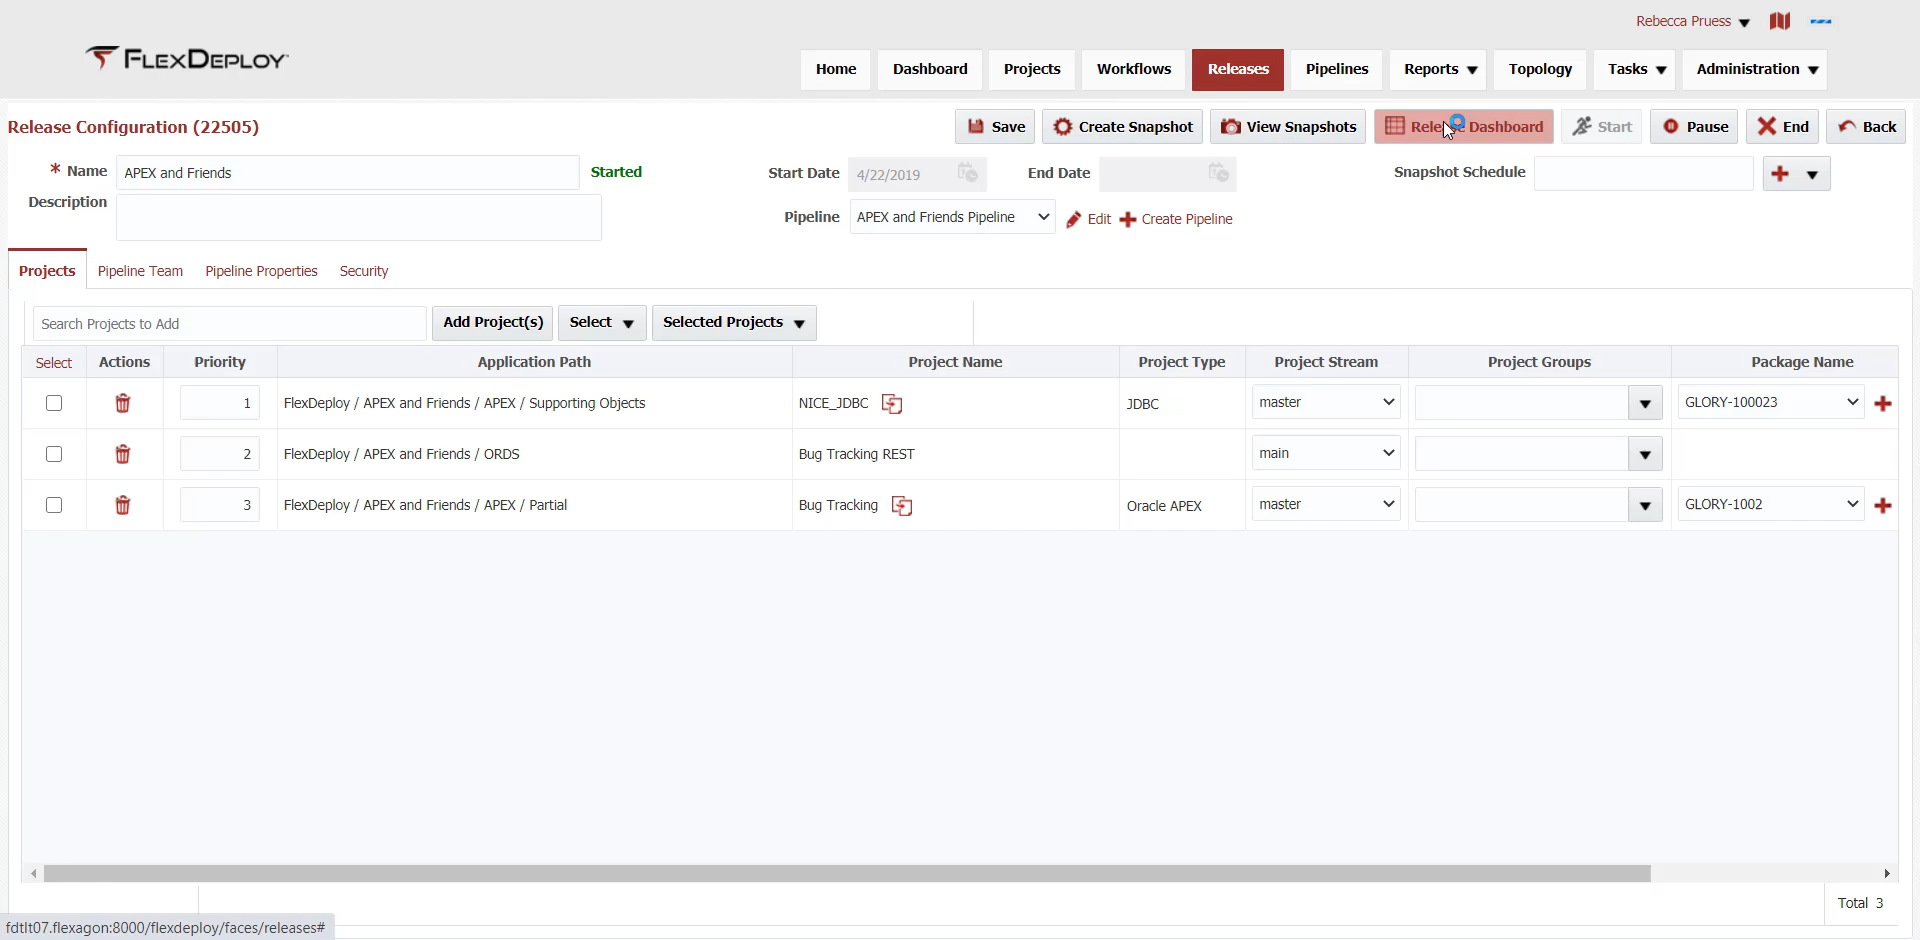 Rebecca Pruess
FLEXDEPLOY
Home Dashboard Projects Workflows Releases Pipelines Reports Topology Tasks Administration
Release Configuration (22505)
Save Create Snapshot View Snapshots Release Dashboard Start Pause End Back
* Name APEX and Friends Started Start Date 4/22/2019 End Date Snapshot Schedule
Description
Pipeline APEX and Friends Pipeline Edit Create Pipeline
Projects Pipeline Team Pipeline Properties Security
Search Projects to Add Add Project(s) Select Selected Projects
Select Actions Priority Application Path Project Name Project Type Project Stream Project Groups Package Name
1 FlexDeploy / APEX and Friends / APEX / Supporting Objects NICE_JDBC JDBC master GLORY-100023
2 FlexDeploy / APEX and Friends / ORDS Bug Tracking REST main
3 FlexDeploy / APEX and Friends / APEX / Partial Bug Tracking Oracle APEX master GLORY-1002
Total 3
fdtlt07.flexagon:8000/flexdeploy/faces/releases#